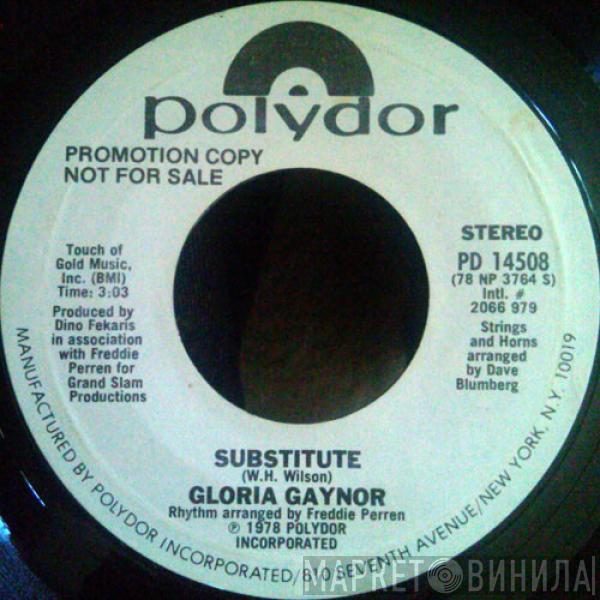 polydor
PROMOTION COPY
NOT FOR SALE
Touch of
Gold Music,
Inc. (BMI)
Time: 3:03
Produced by
Dino Fekaris
in association
with Freddie
Perren for
Grand Slam
Productions
STEREO
PD 14508
(78 NP 3764 S)
Intl. #
2066 979
Strings
and Horns
arranged
by Dave
Blumberg
SUBSTITUTE
(W.H. Wilson)
GLORIA GAYNOR
Rhythm arranged by Freddie Perren
℗ 1978 POLYDOR
INCORPORATED
MANUFACTURED BY POLYDOR INCORPORATED/810 SEVENTH AVENUE/NEW YORK, N.Y. 10019
МАРКЕТ ВИНИЛА